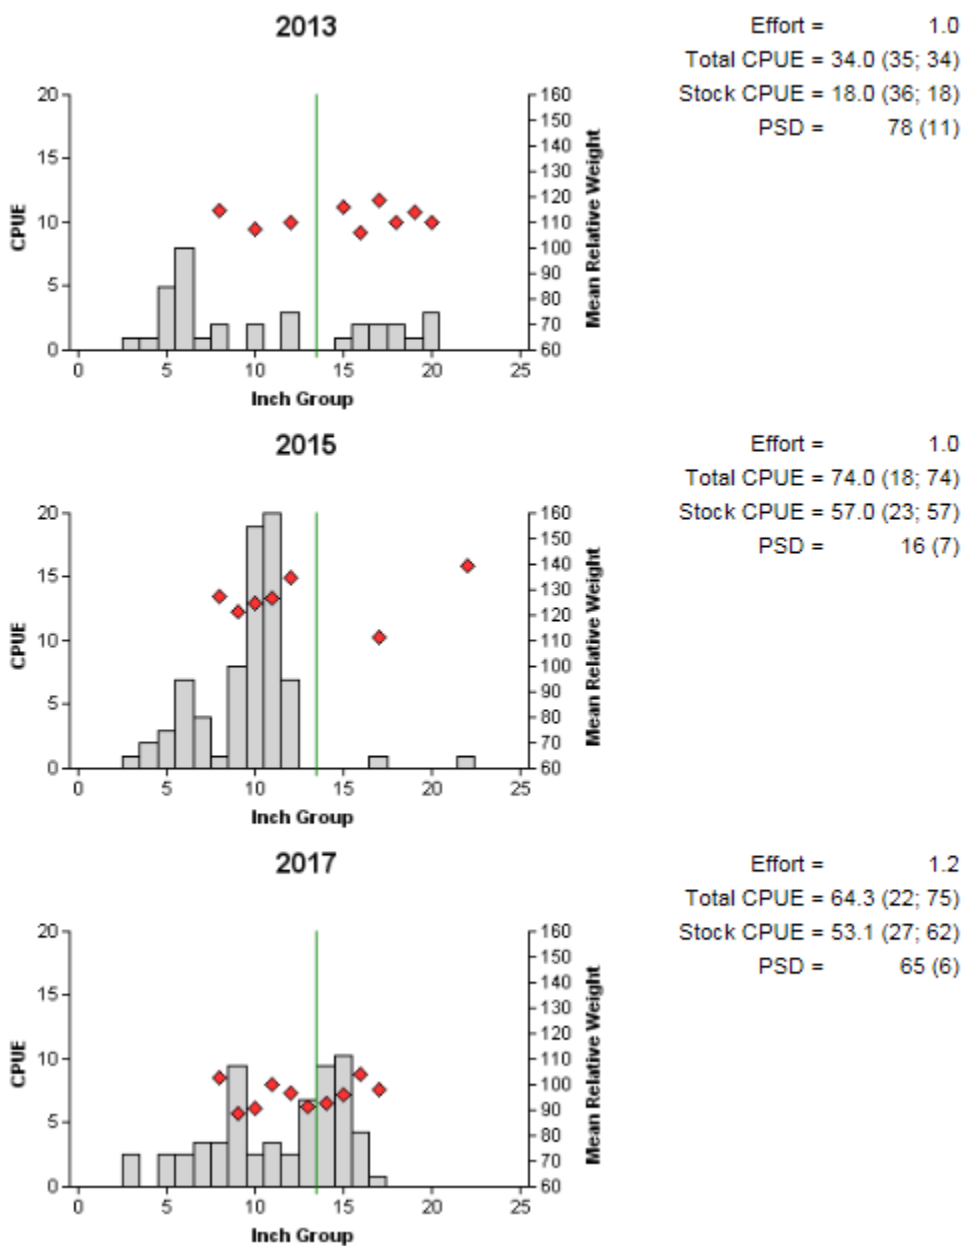 2013
Effort = 1.0
Total CPUE = 34.0 (35; 34)
Stock CPUE = 18.0 (36; 18)
PSD = 78 (11)
20
15
10
5
0
CPUE
160
150
140
130
120
110
100
90
80
70
60
Mean Relative Weight
0 5 10 15 20 25
Inch Group
2015
Effort = 1.0
Total CPUE = 74.0 (18; 74)
Stock CPUE = 57.0 (23; 57)
PSD = 16 (7)
20
15
10
5
0
CPUE
160
150
140
130
120
110
100
90
80
70
60
Mean Relative Weight
0 5 10 15 20 25
Inch Group
2017
Effort = 1.2
Total CPUE = 64.3 (22; 75)
Stock CPUE = 53.1 (27; 62)
PSD = 65 (6)
20
15
10
5
0
CPUE
160
150
140
130
120
110
100
90
80
70
60
Mean Relative Weight
0 5 10 15 20 25
Inch Group